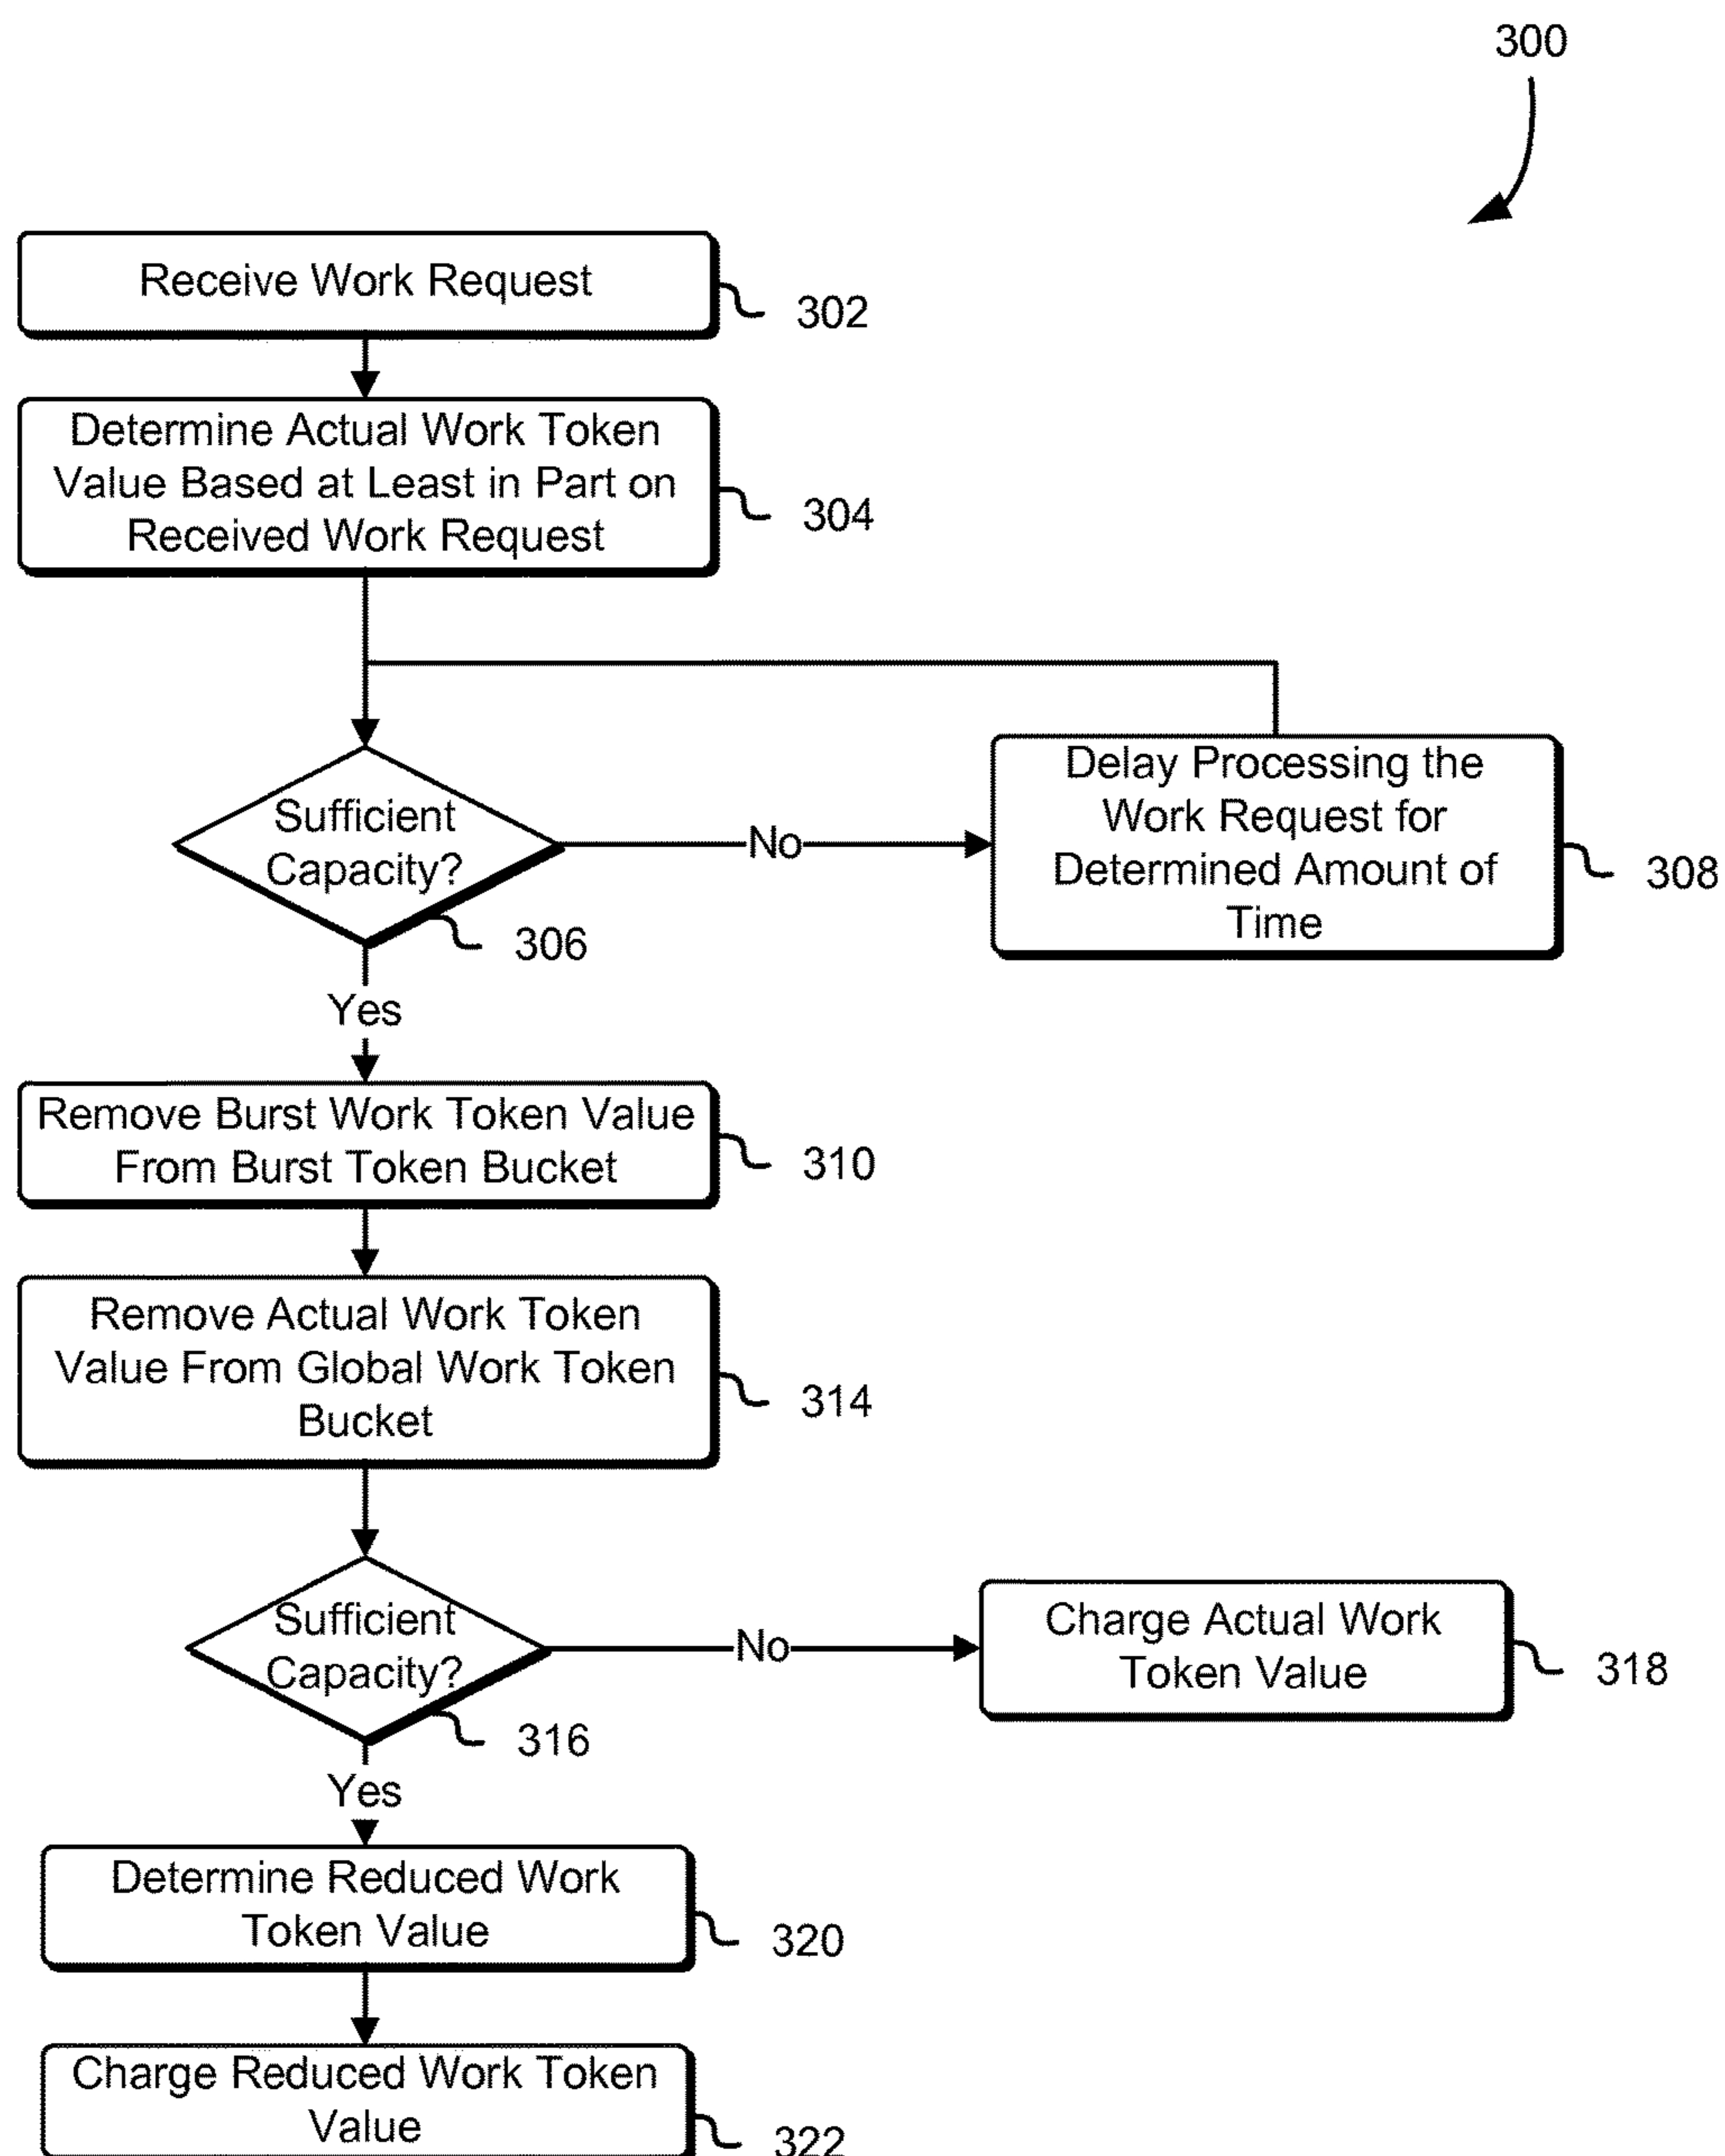 300
Receive Work Request
302
Determine Actual Work Token
Value Based at Least in Part on
Received Work Request
304
Sufficient
Capacity?
306
No
Delay Processing the
Work Request for
Determined Amount of
Time
308
Yes
Remove Burst Work Token Value
From Burst Token Bucket
310
Remove Actual Work Token
Value From Global Work Token
Bucket
314
Sufficient
Capacity?
316
No
Charge Actual Work
Token Value
318
Yes
Determine Reduced Work
Token Value
320
Charge Reduced Work Token
Value
322